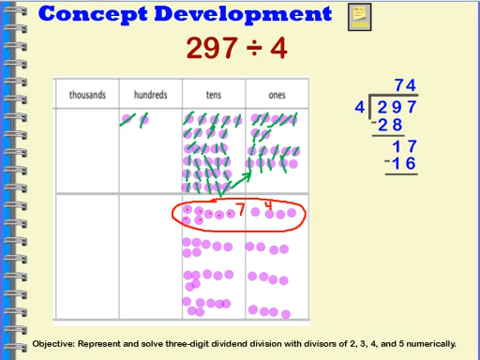 Concept Development
297 ÷ 4
thousands hundreds tens ones
7 4
74
4 297
-28
17
-16
Objective: Represent and solve three-digit dividend division with divisors of 2, 3, 4, and 5 numerically.